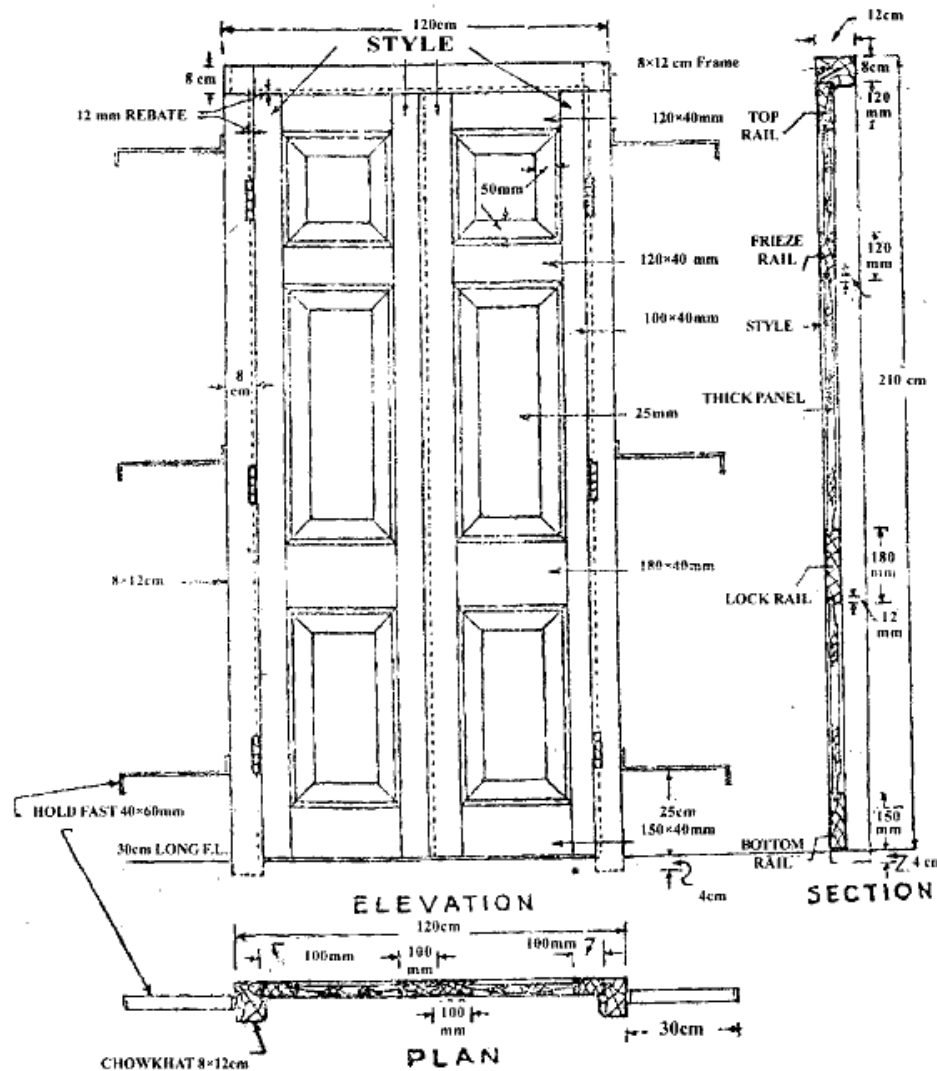 120cm
STYLE
8 cm
12 mm REBATE
50mm
8
cm
8×12cm
HOLD FAST 40×60mm
30cm LONG F.L.
8×12 cm Frame
120×40mm
120×40 mm
100×40mm
25mm
180×40mm
25cm
150×40mm
4cm
ELEVATION
12cm
8cm
120
mm
TOP
RAIL
FRIEZE
RAIL
120
mm
STYLE
210 cm
THICK PANEL
180
mm
LOCK RAIL
12
mm
150
mm
BOTTOM
RAIL
4 cm
SECTION
120cm
100mm
100
mm
100mm
100
mm
30cm
CHOWKHAT 8×12cm
PLAN